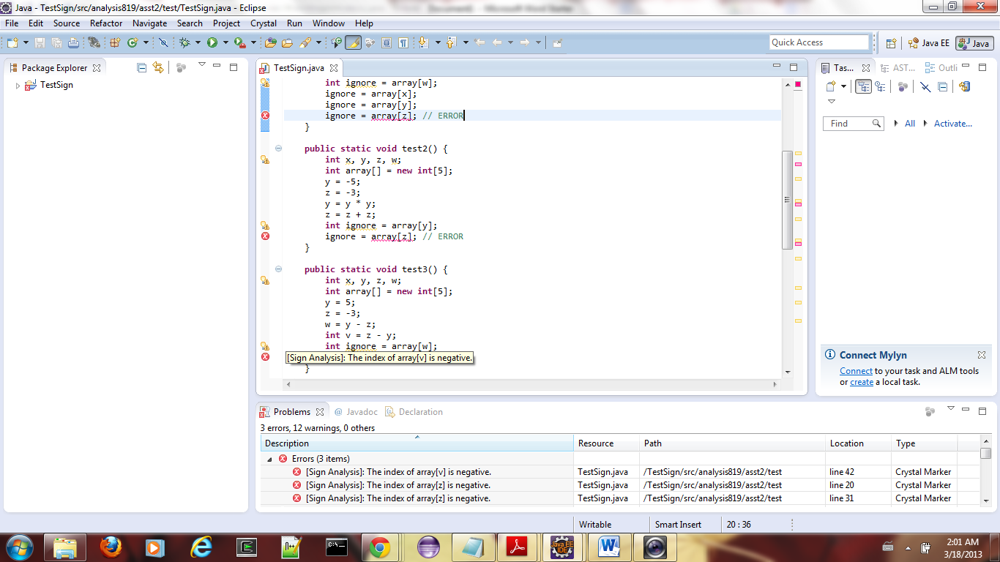 Java - TestSign/src/analysis819/asst2/test/TestSign.java - Eclipse
File Edit Source Refactor Navigate Search Project Crystal Run Window Help
Quick Access
Java EE
Java
Package Explorer
TestSign
TestSign.java
int ignore = array[w];
ignore = array[x];
ignore = array[y];
ignore = array[z]; // ERROR
}
public static void test2() {
int x, y, z, w;
int array[] = new int[5];
y = -5;
z = -3;
y = y * y;
z = z + z;
int ignore = array[y];
ignore = array[z]; // ERROR
}
public static void test3() {
int x, y, z, w;
int array[] = new int[5];
y = 5;
z = -3;
w = y - z;
int v = z - y;
int ignore = array[w];
[Sign Analysis]: The index of array[v] is negative.
}
Tas... AST... Outli
Find All Activate...
Connect Mylyn
Connect to your task and ALM tools
or create a local task.
Problems @ Javadoc Declaration
3 errors, 12 warnings, 0 others
Description Resource Path Location Type
Errors (3 items)
[Sign Analysis]: The index of array[v] is negative. TestSign.java /TestSign/src/analysis819/asst2/test line 42 Crystal Marker
[Sign Analysis]: The index of array[z] is negative. TestSign.java /TestSign/src/analysis819/asst2/test line 20 Crystal Marker
[Sign Analysis]: The index of array[z] is negative. TestSign.java /TestSign/src/analysis819/asst2/test line 31 Crystal Marker
Writable Smart Insert 20 : 36
2:01 AM
3/18/2013